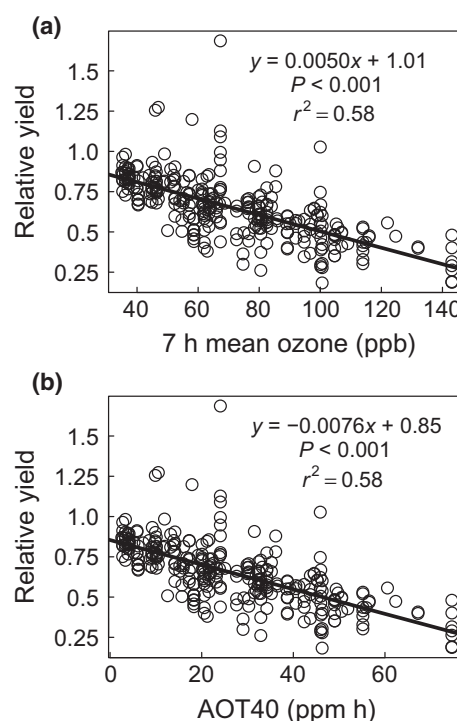 (a)
y = 0.0050x + 1.01
P < 0.001
r² = 0.58
1.5
1.25
1.0
0.75
0.50
0.25
Relative yield
40 60 80 100 120 140
7 h mean ozone (ppb)
(b)
y = −0.0076x + 0.85
P < 0.001
r² = 0.58
1.5
1.25
1.0
0.75
0.50
0.25
Relative yield
0 20 40 60
AOT40 (ppm h)